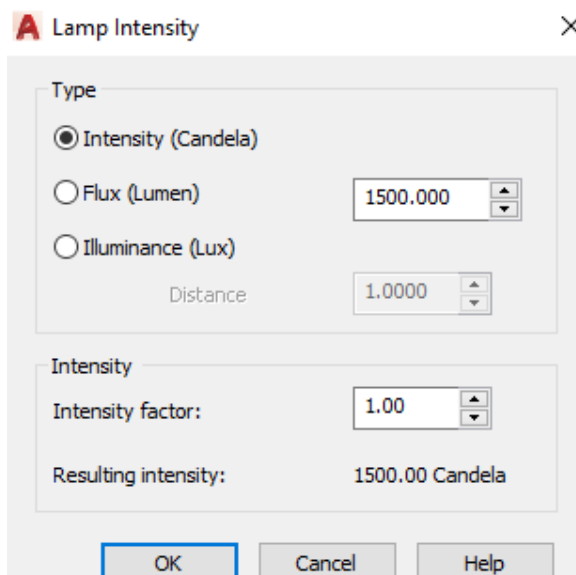 Lamp Intensity
Type
Intensity (Candela)
Flux (Lumen) 1500.000
Illuminance (Lux)
Distance 1.0000
Intensity
Intensity factor: 1.00
Resulting intensity: 1500.00 Candela
OK Cancel Help